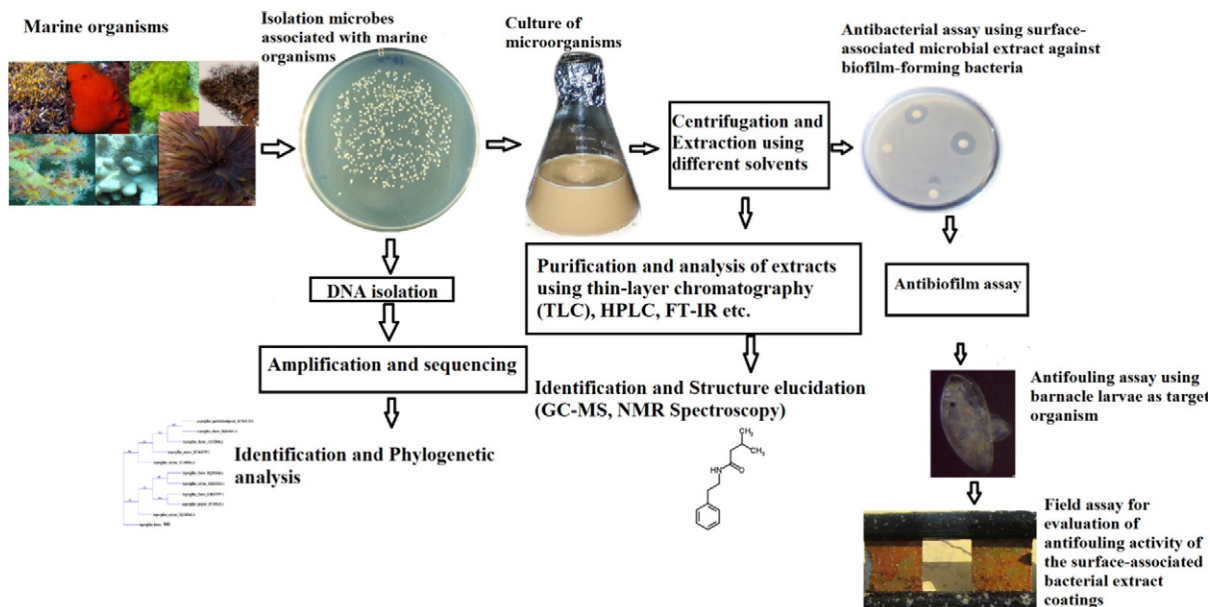 Marine organisms
Isolation microbes
associated with marine
organisms
Culture of
microorganisms
Antibacterial assay using surface-
associated microbial extract against
biofilm-forming bacteria
Centrifugation and
Extraction using
different solvents
DNA isolation
Purification and analysis of extracts
using thin-layer chromatography
(TLC), HPLC, FT-IR etc.
Antibiofilm assay
Amplification and sequencing
Identification and Structure elucidation
(GC-MS, NMR Spectroscopy)
Antifouling assay using
barnacle larvae as target
organism
Identification and Phylogenetic
analysis
CH₃
CH₃
NH
O
Field assay for
evaluation of
antifouling activity of
the surface-associated
bacterial extract
coatings